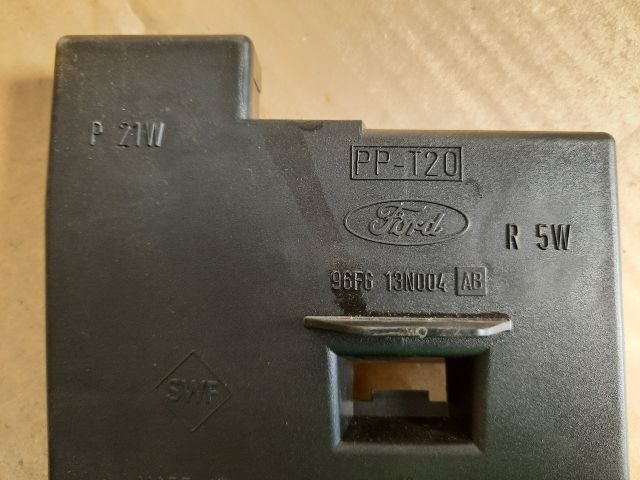 P 21W
PP-T20
Ford
R 5W
96FG 13N004 AB
SWF